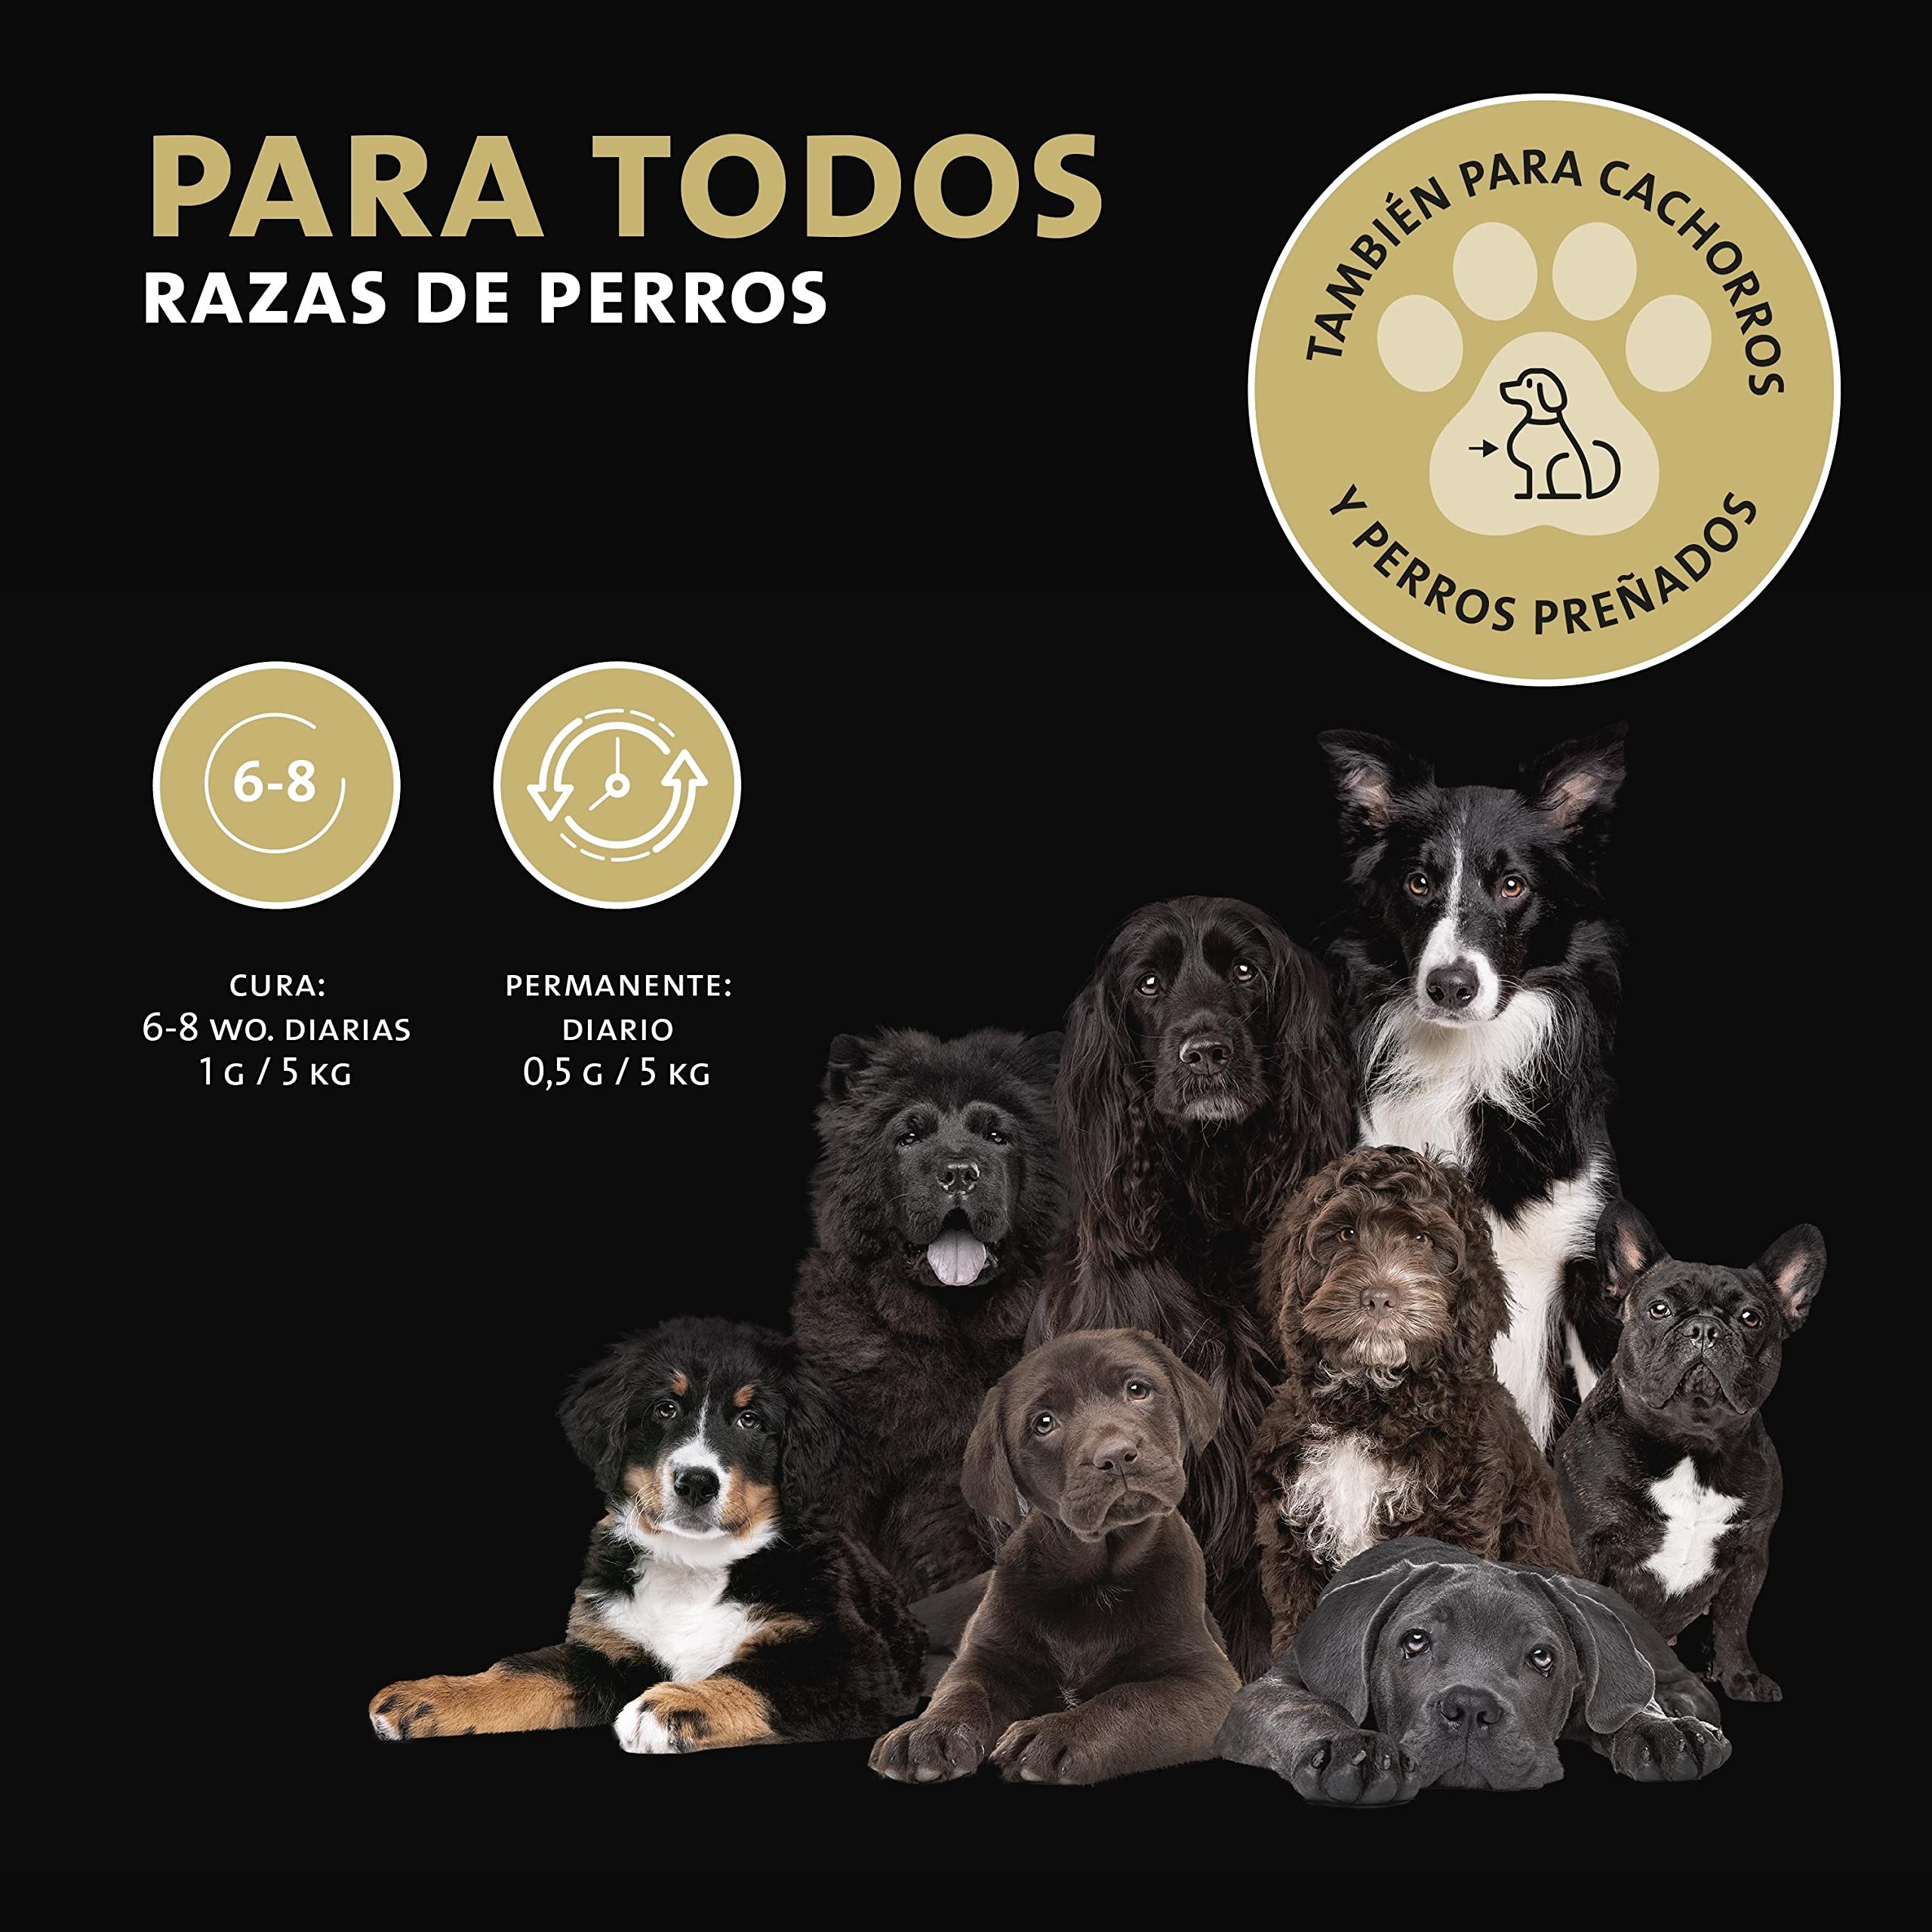 PARA TODOS
RAZAS DE PERROS
TAMBIÉN PARA CACHORROS
Y PERROS PREÑADOS
6-8
CURA:
6-8 WO. DIARIAS
1 G / 5 KG
PERMANENTE:
DIARIO
0,5 G / 5 KG